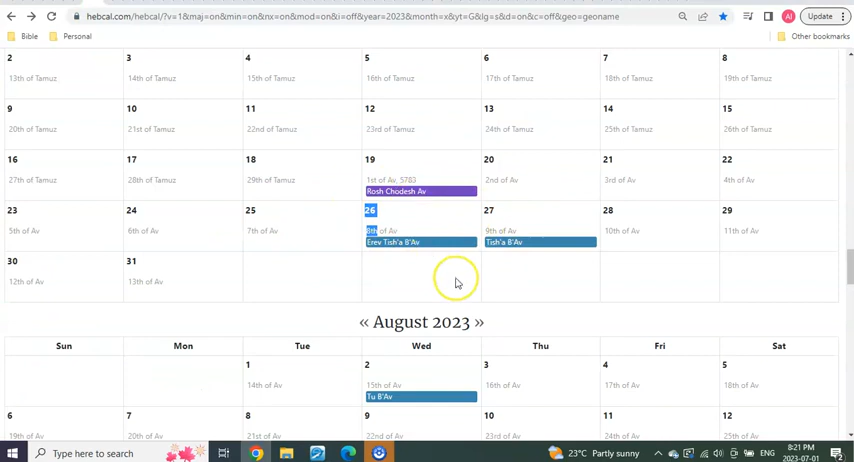 hebcal.com/hebcal/?v=1&maj=on&min=on&nx=on&mod=on&i=off&year=2023&month=x&yt=G&lg=s&d=on&c=off&geo=geoname
AI
Update
Bible
Personal
Other bookmarks
2 3 4 5 6 7 8
13th of Tamuz 14th of Tamuz 15th of Tamuz 16th of Tamuz 17th of Tamuz 18th of Tamuz 19th of Tamuz
9 10 11 12 13 14 15
20th of Tamuz 21st of Tamuz 22nd of Tamuz 23rd of Tamuz 24th of Tamuz 25th of Tamuz 26th of Tamuz
16 17 18 19 20 21 22
27th of Tamuz 28th of Tamuz 29th of Tamuz 1st of Av, 5783 2nd of Av 3rd of Av 4th of Av
Rosh Chodesh Av
23 24 25 26 27 28 29
5th of Av 6th of Av 7th of Av 8th of Av 9th of Av 10th of Av 11th of Av
Erev Tish'a B'Av Tish'a B'Av
30 31
12th of Av 13th of Av
« August 2023 »
Sun Mon Tue Wed Thu Fri Sat
1 2 3 4 5
14th of Av 15th of Av 16th of Av 17th of Av 18th of Av
Tu B'Av
6 7 8 9 10 11 12
19th of Av 20th of Av 21st of Av 22nd of Av 23rd of Av 24th of Av 25th of Av
Type here to search
23°C Partly sunny
ENG
8:21 PM
2023-07-01
2